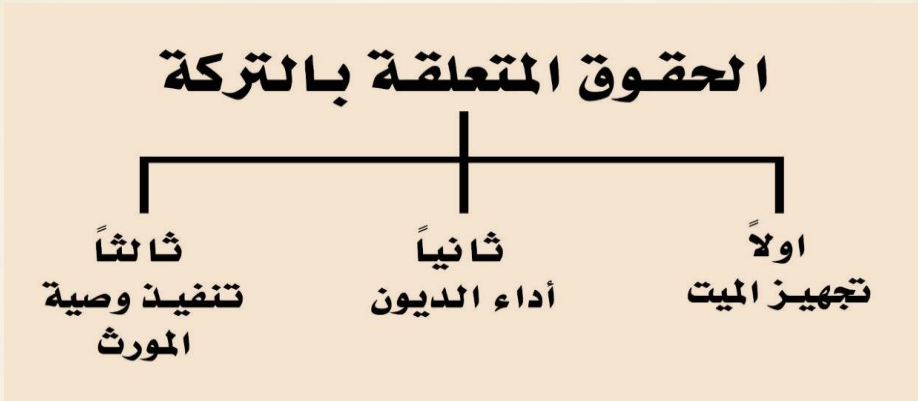 الحقوق المتعلقة بالتركة
اولاً
تجهيز الميت
ثانياً
أداء الديون
ثالثاً
تنفيذ وصية
المورث